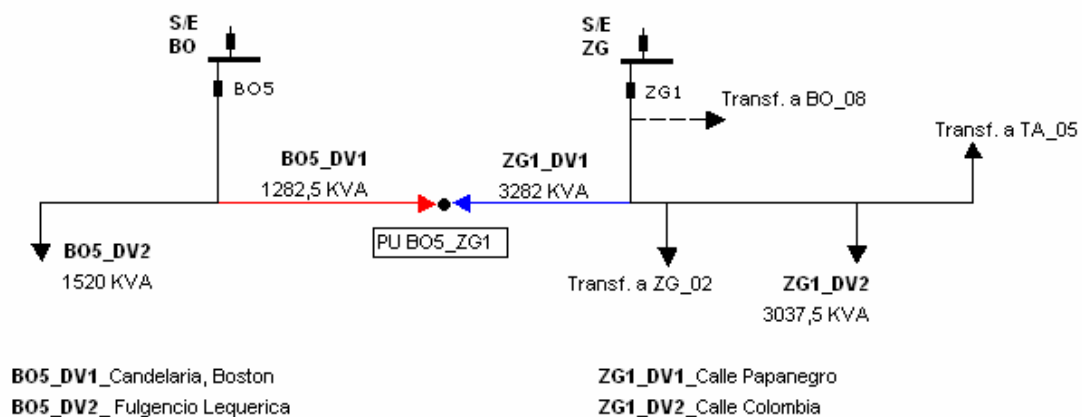 S/E
BO
S/E
ZG
BO5
ZG1
Transf. a BO_08
Transf. a TA_05
BO5_DV1
1282,5 KVA
ZG1_DV1
3282 KVA
PU BO5_ZG1
BO5_DV2
1520 KVA
Transf. a ZG_02
ZG1_DV2
3037,5 KVA
BO5_DV1_Candelaria, Boston
ZG1_DV1_Calle Papanegro
BO5_DV2_ Fulgencio Lequerica
ZG1_DV2_Calle Colombia